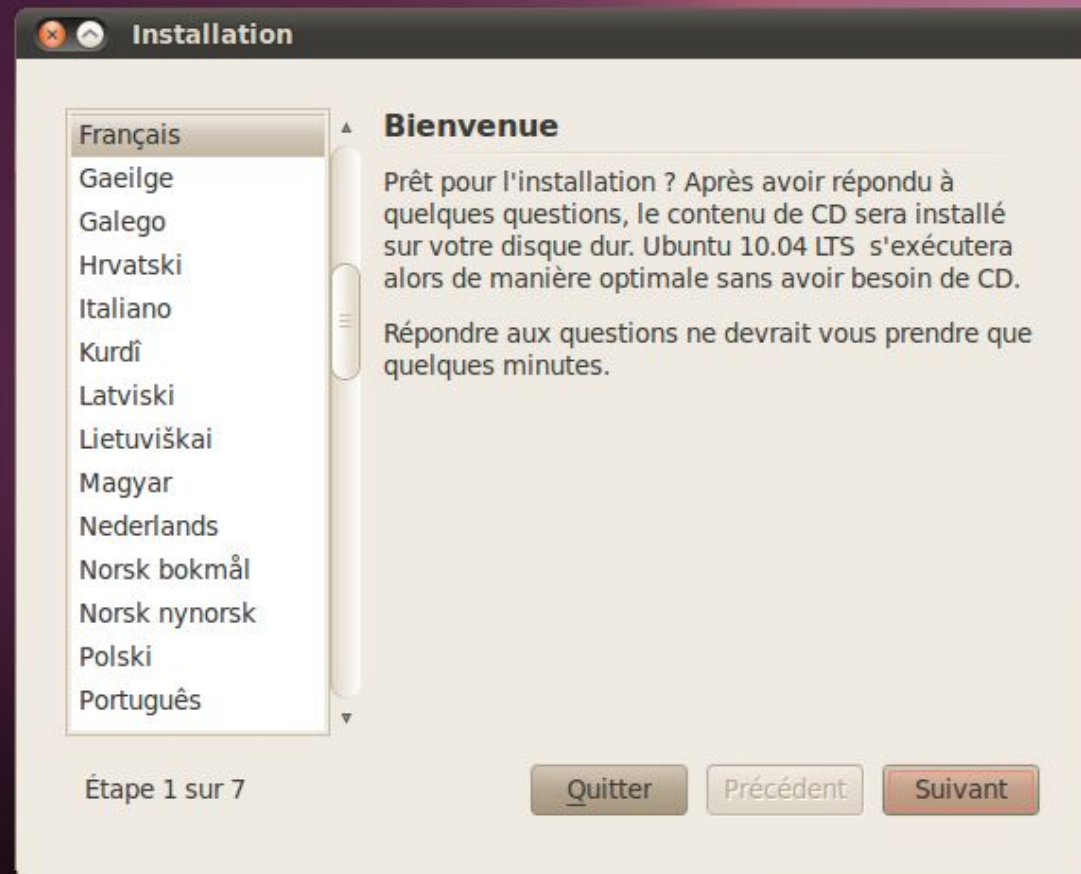 Installation
Français
Gaeilge
Galego
Hrvatski
Italiano
Kurdî
Latviski
Lietuviškai
Magyar
Nederlands
Norsk bokmål
Norsk nynorsk
Polski
Português
Bienvenue
Prêt pour l'installation ? Après avoir répondu à
quelques questions, le contenu de CD sera installé
sur votre disque dur. Ubuntu 10.04 LTS  s'exécutera
alors de manière optimale sans avoir besoin de CD.
Répondre aux questions ne devrait vous prendre que
quelques minutes.
Étape 1 sur 7
Quitter
Précédent
Suivant